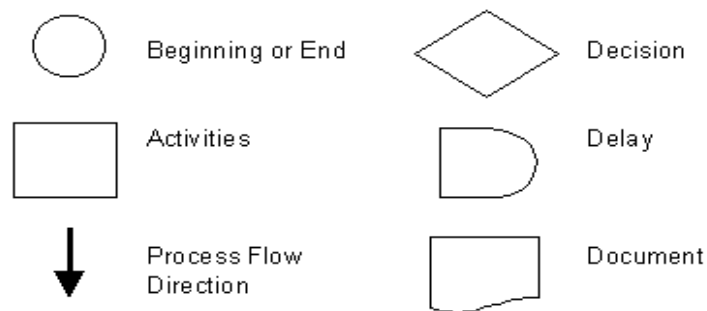 Beginning or End
Decision
Activities
Delay
Process Flow
Direction
Document